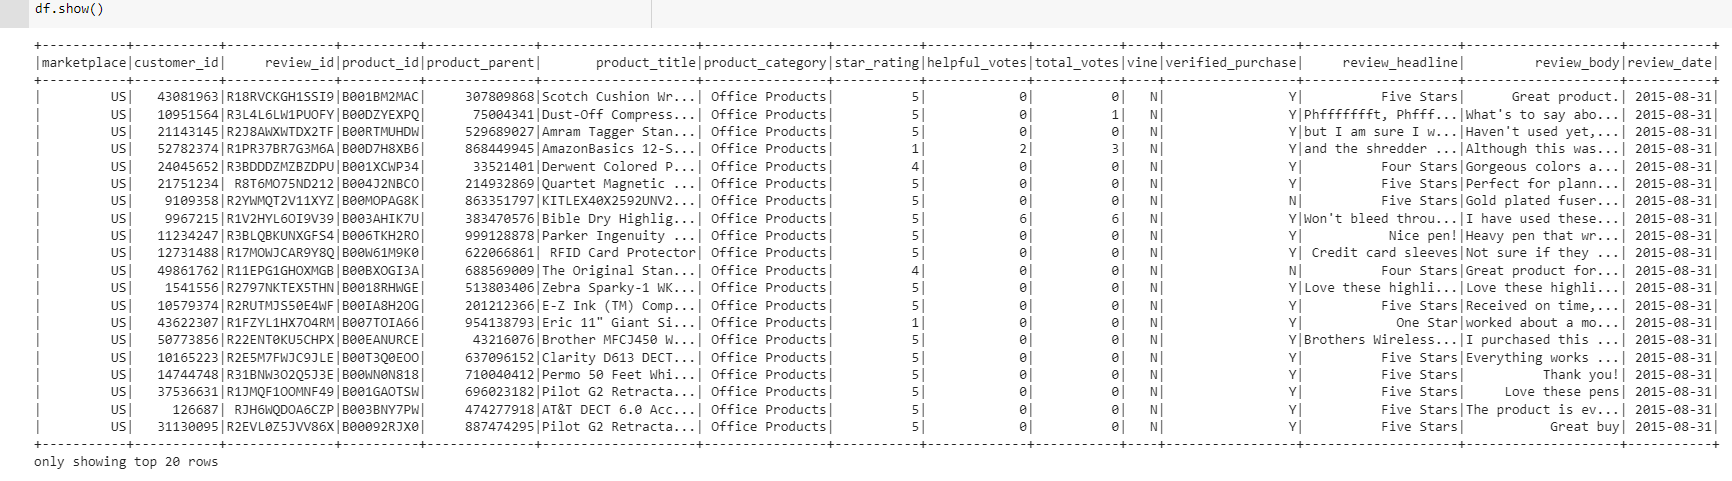 df.show()
+-----------+-----------+--------------+----------+--------------+--------------------+----------------+-----------+-------------+-----------+----+-----------------+--------------------+--------------------+-----------+
|marketplace|customer_id|     review_id|product_id|product_parent|       product_title|product_category|star_rating|helpful_votes|total_votes|vine|verified_purchase|     review_headline|         review_body|review_date|
+-----------+-----------+--------------+----------+--------------+--------------------+----------------+-----------+-------------+-----------+----+-----------------+--------------------+--------------------+-----------+
|         US|   43081963|R18RVCKGH1SSI9|B001BM2MAC|     307809868|Scotch Cushion Wr...| Office Products|          5|            0|          0|   N|                Y|          Five Stars|      Great product.| 2015-08-31|
|         US|   10951564|R3L4L6LW1PUOFY|B00DZYEXPQ|      75004341|Dust-Off Compress...| Office Products|          5|            0|          1|   N|                Y|Phffffffft, Phfff...|What's to say abo...| 2015-08-31|
|         US|   21143145|R2J8AWXWTDX2TF|B00RTMUHDW|     529689027|Amram Tagger Stan...| Office Products|          5|            0|          0|   N|                Y|but I am sure I w...|Haven't used yet,...| 2015-08-31|
|         US|   52782374|R1PR37BR7G3M6A|B00D7H8XB6|     868449945|AmazonBasics 12-S...| Office Products|          1|            2|          3|   N|                Y|and the shredder ...|Although this was...| 2015-08-31|
|         US|   24045652|R3BDDDZMZBZDPU|B001XCWP34|      33521401|Derwent Colored P...| Office Products|          4|            0|          0|   N|                Y|          Four Stars|Gorgeous colors a...| 2015-08-31|
|         US|   21751234| R8T6MO75ND212|B004J2NBCO|     214932869|Quartet Magnetic ...| Office Products|          5|            0|          0|   N|                Y|          Five Stars|Perfect for plann...| 2015-08-31|
|         US|    9109358|R2YWMQT2V11XYZ|B00MOPAG8K|     863351797|KITLEX40X2592UNV2...| Office Products|          5|            0|          0|   N|                N|          Five Stars|Gold plated fuser...| 2015-08-31|
|         US|    9967215|R1V2HYL6OI9V39|B003AHIK7U|     383470576|Bible Dry Highlig...| Office Products|          5|            6|          6|   N|                Y|Won't bleed throu...|I have used these...| 2015-08-31|
|         US|   11234247|R3BLQBKUNXGFS4|B006TKH2RO|     999128878|Parker Ingenuity ...| Office Products|          5|            0|          0|   N|                Y|           Nice pen!|Heavy pen that wr...| 2015-08-31|
|         US|   12731488|R17MOWJCAR9Y8Q|B00W61M9K0|     622066861| RFID Card Protector| Office Products|          5|            0|          0|   N|                Y| Credit card sleeves|Not sure if they ...| 2015-08-31|
|         US|   49861762|R11EPG1GHOXMGB|B00BXOGI3A|     688569009|The Original Stan...| Office Products|          4|            0|          0|   N|                N|          Four Stars|Great product for...| 2015-08-31|
|         US|    1541556|R2797NKTEX5THN|B0018RHWGE|     513803406|Zebra Sparky-1 WK...| Office Products|          5|            0|          0|   N|                Y|Love these highli...|Love these highli...| 2015-08-31|
|         US|   10579374|R2RUTMJS50E4WF|B00IA8H2OG|     201212366|E-Z Ink (TM) Comp...| Office Products|          5|            0|          0|   N|                Y|          Five Stars|Received on time,...| 2015-08-31|
|         US|   43622307|R1FZYL1HX7O4RM|B007TOIA66|     954138793|Eric 11" Giant Si...| Office Products|          1|            0|          0|   N|                Y|            One Star|worked about a mo...| 2015-08-31|
|         US|   50773856|R22ENT0KU5CHPX|B00EANURCE|      43216076|Brother MFCJ450 W...| Office Products|          5|            0|          0|   N|                Y|Brothers Wireless...|I purchased this ...| 2015-08-31|
|         US|   10165223|R2E5M7FWJC9JLE|B00T3Q0EOO|     637096152|Clarity D613 DECT...| Office Products|          5|            0|          0|   N|                Y|          Five Stars|Everything works ...| 2015-08-31|
|         US|   14744748|R31BNW3O2Q5J3E|B00WN0N818|     710040412|Permo 50 Feet Whi...| Office Products|          5|            0|          0|   N|                Y|          Five Stars|          Thank you!| 2015-08-31|
|         US|   37536631|R1JMQF1OOMNF49|B001GAOTSW|     696023182|Pilot G2 Retracta...| Office Products|          5|            0|          0|   N|                Y|          Five Stars|     Love these pens| 2015-08-31|
|         US|     126687| RJH6WQDOA6CZP|B003BNY7PW|     474277918|AT&T DECT 6.0 Acc...| Office Products|          5|            0|          0|   N|                Y|          Five Stars|The product is ev...| 2015-08-31|
|         US|   31130095|R2EVL0Z5JVV86X|B00092RJX0|     887474295|Pilot G2 Retracta...| Office Products|          5|            0|          0|   N|                Y|          Five Stars|           Great buy| 2015-08-31|
+-----------+-----------+--------------+----------+--------------+--------------------+----------------+-----------+-------------+-----------+----+-----------------+--------------------+--------------------+-----------+
only showing top 20 rows